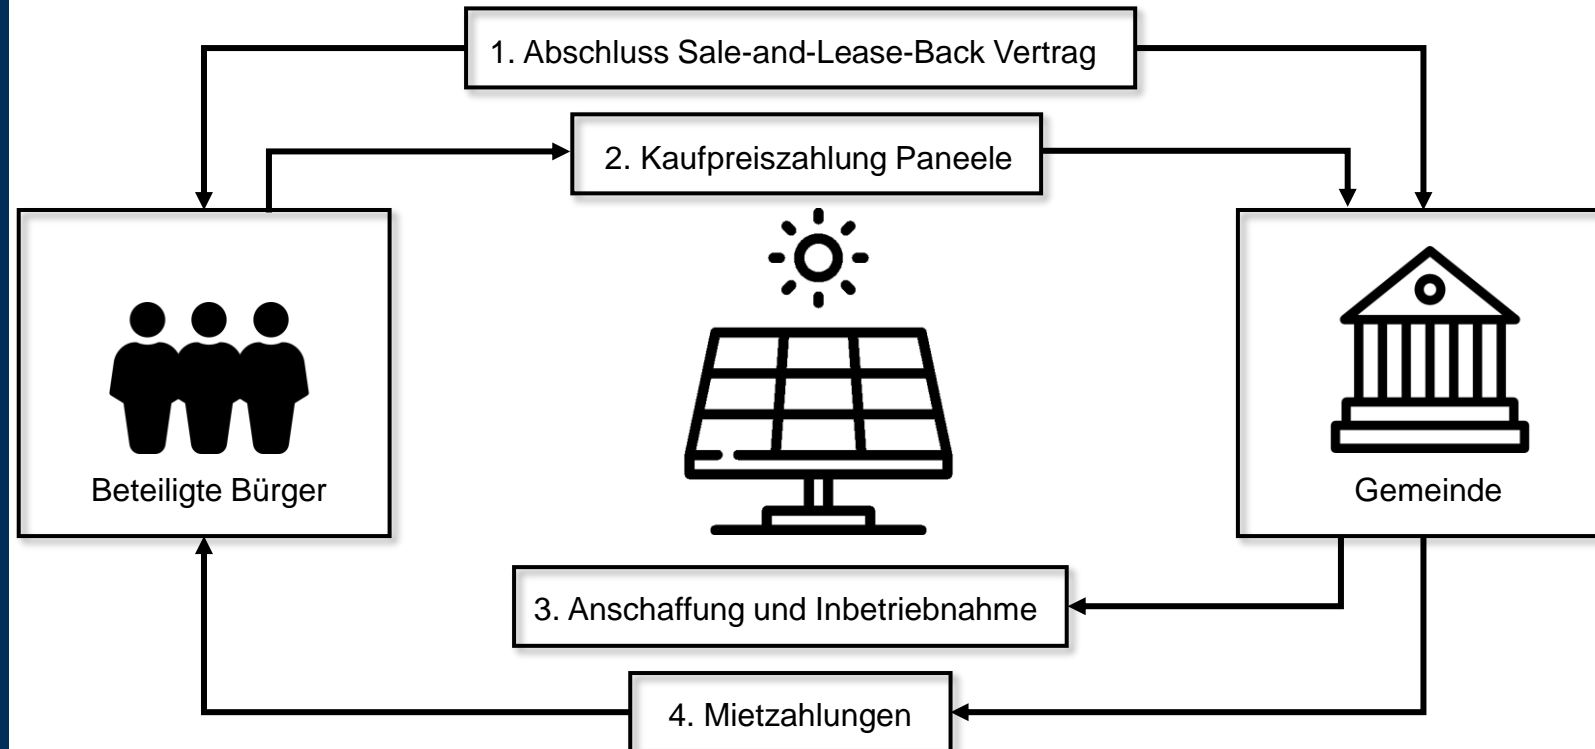 1. Abschluss Sale-and-Lease-Back Vertrag
2. Kaufpreiszahlung Paneele
Beteiligte Bürger
Gemeinde
3. Anschaffung und Inbetriebnahme
4. Mietzahlungen